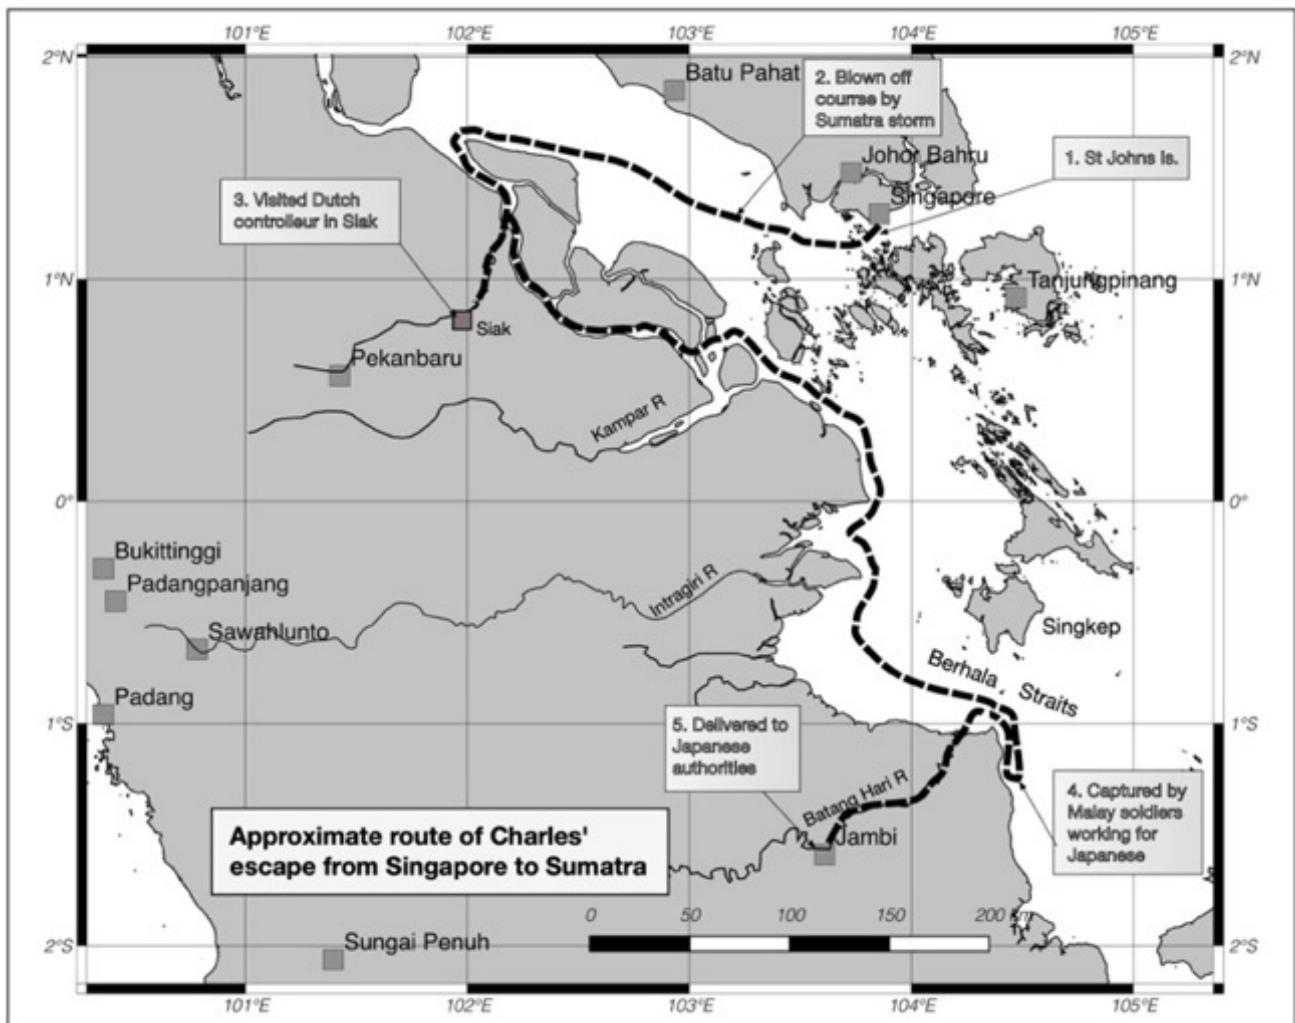 101°E 102°E 103°E 104°E 105°E
2°N 2°N
Batu Pahat
2. Blown off
course by
Sumatra storm
Johor Bahru
1. St Johns Is.
Singapore
3. Visited Dutch
controlleur in Siak
1°N 1°N
Tanjungpinang
Siak
Pekanbaru
Kampar R
0° 0°
Bukittinggi
Padangpanjang
Intragiri R
Sawahlunto
Singkep
Berhala Straits
Padang
1°S 1°S
5. Delivered to
Japanese
authorities
4. Captured by
Malay soldiers
working for
Japanese
Batang Hari R
Jambi
Approximate route of Charles'
escape from Singapore to Sumatra
0 50 100 150 200 km
Sungai Penuh
2°S 2°S
101°E 102°E 103°E 104°E 105°E